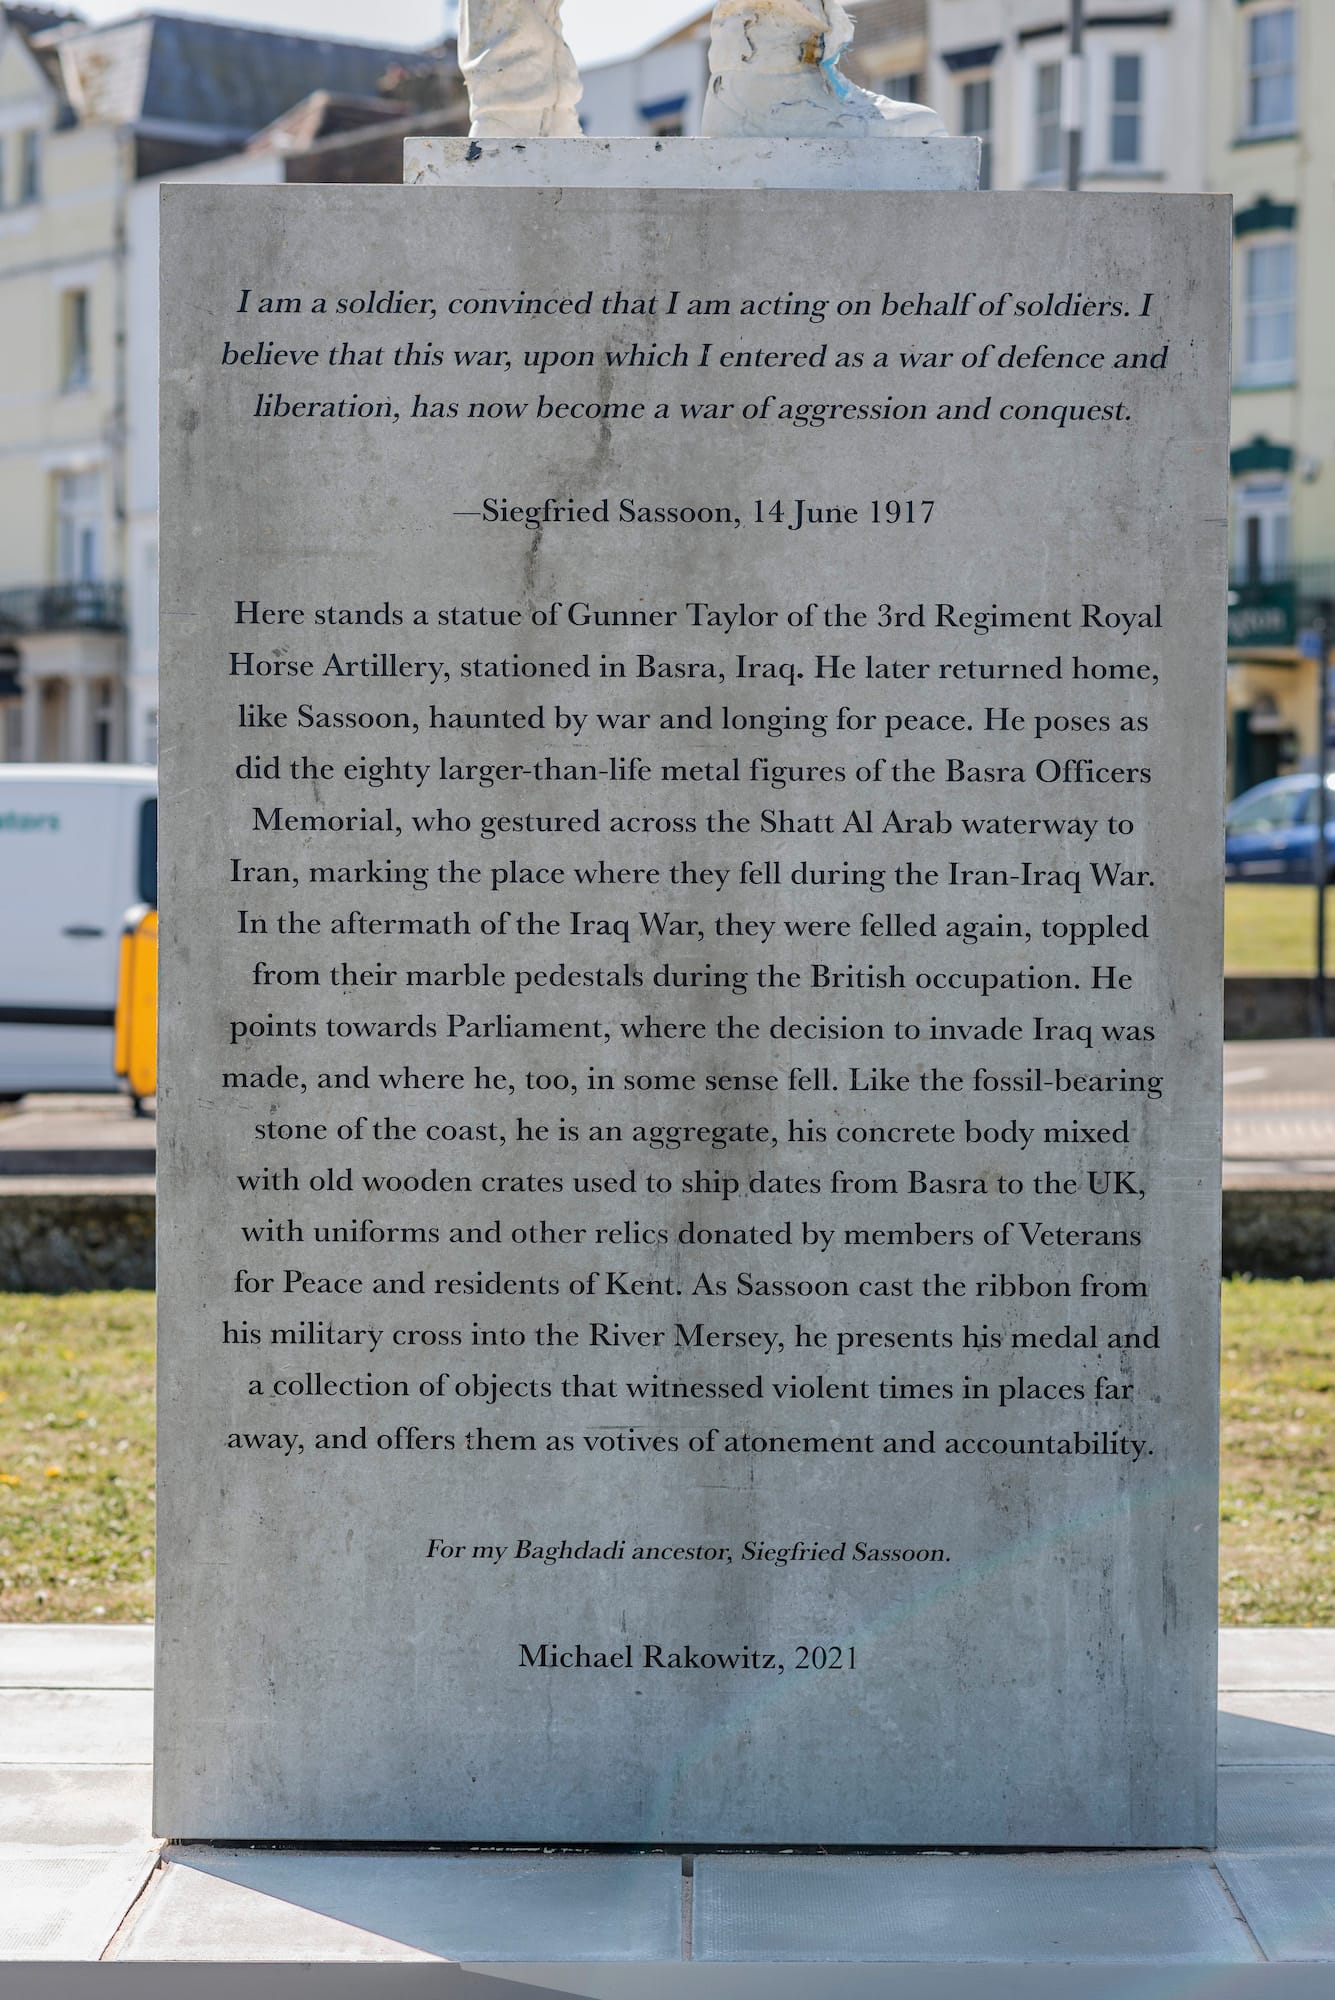 I am a soldier, convinced that I am acting on behalf of soldiers. I
believe that this war, upon which I entered as a war of defence and
liberation, has now become a war of aggression and conquest.
—Siegfried Sassoon, 14 June 1917
Here stands a statue of Gunner Taylor of the 3rd Regiment Royal
Horse Artillery, stationed in Basra, Iraq. He later returned home,
like Sassoon, haunted by war and longing for peace. He poses as
did the eighty larger-than-life metal figures of the Basra Officers
Memorial, who gestured across the Shatt Al Arab waterway to
Iran, marking the place where they fell during the Iran-Iraq War.
In the aftermath of the Iraq War, they were felled again, toppled
from their marble pedestals during the British occupation. He
points towards Parliament, where the decision to invade Iraq was
made, and where he, too, in some sense fell. Like the fossil-bearing
stone of the coast, he is an aggregate, his concrete body mixed
with old wooden crates used to ship dates from Basra to the UK,
with uniforms and other relics donated by members of Veterans
for Peace and residents of Kent. As Sassoon cast the ribbon from
his military cross into the River Mersey, he presents his medal and
a collection of objects that witnessed violent times in places far
away, and offers them as votives of atonement and accountability.
For my Baghdadi ancestor, Siegfried Sassoon.
Michael Rakowitz, 2021